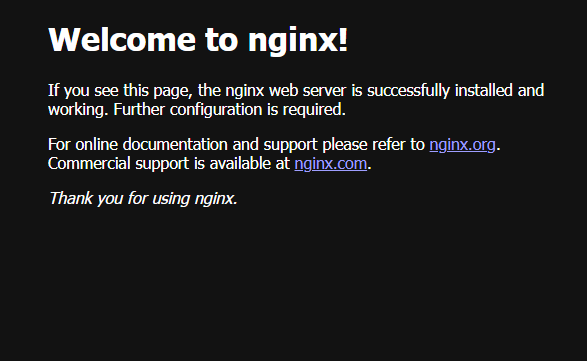 Welcome to nginx!
If you see this page, the nginx web server is successfully installed and
working. Further configuration is required.
For online documentation and support please refer to nginx.org.
Commercial support is available at nginx.com.
Thank you for using nginx.